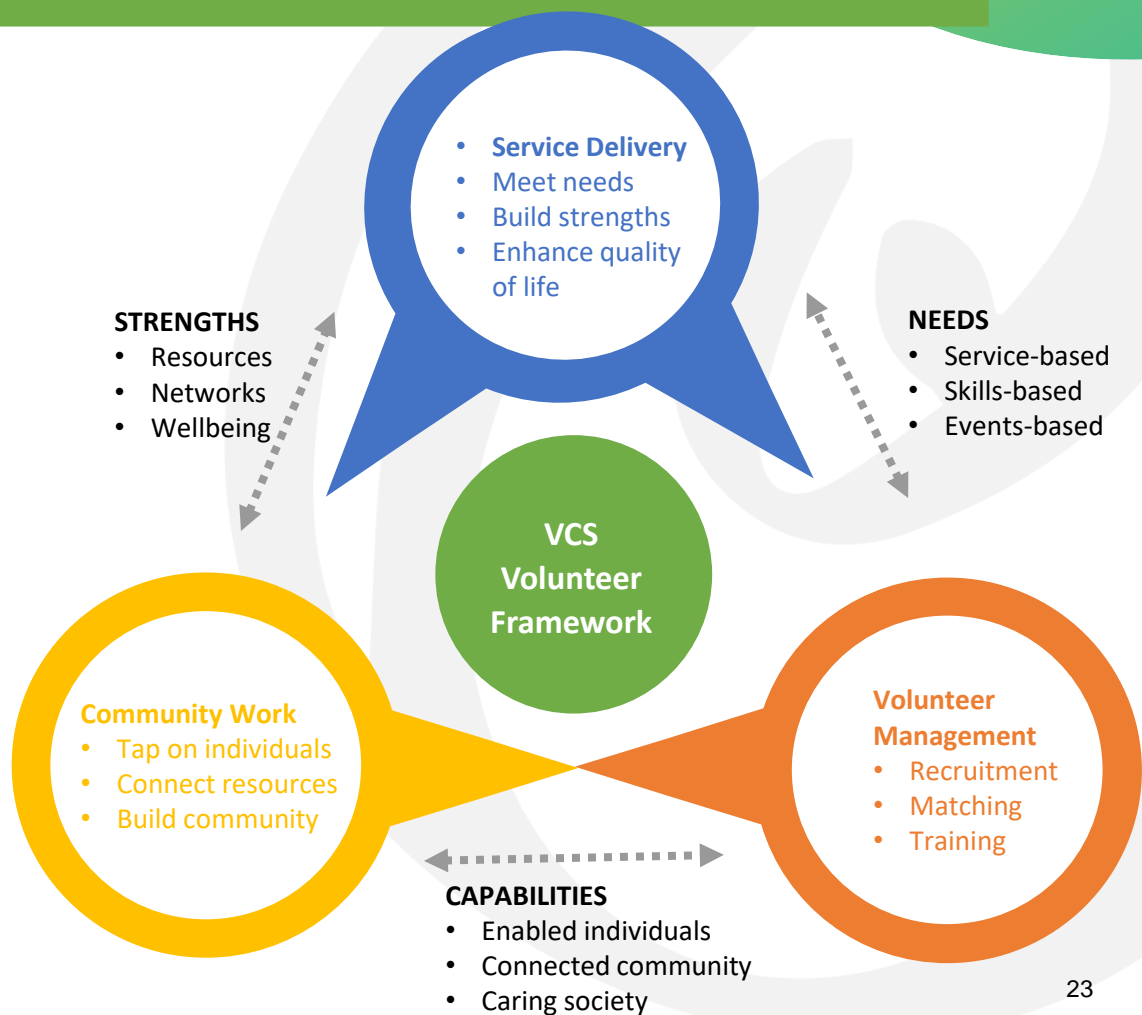 • Service Delivery
• Meet needs
• Build strengths
• Enhance quality
of life
STRENGTHS
• Resources
• Networks
• Wellbeing
NEEDS
• Service-based
• Skills-based
• Events-based
VCS
Volunteer
Framework
Community Work
• Tap on individuals
• Connect resources
• Build community
Volunteer
Management
• Recruitment
• Matching
• Training
CAPABILITIES
• Enabled individuals
• Connected community
• Caring society
23